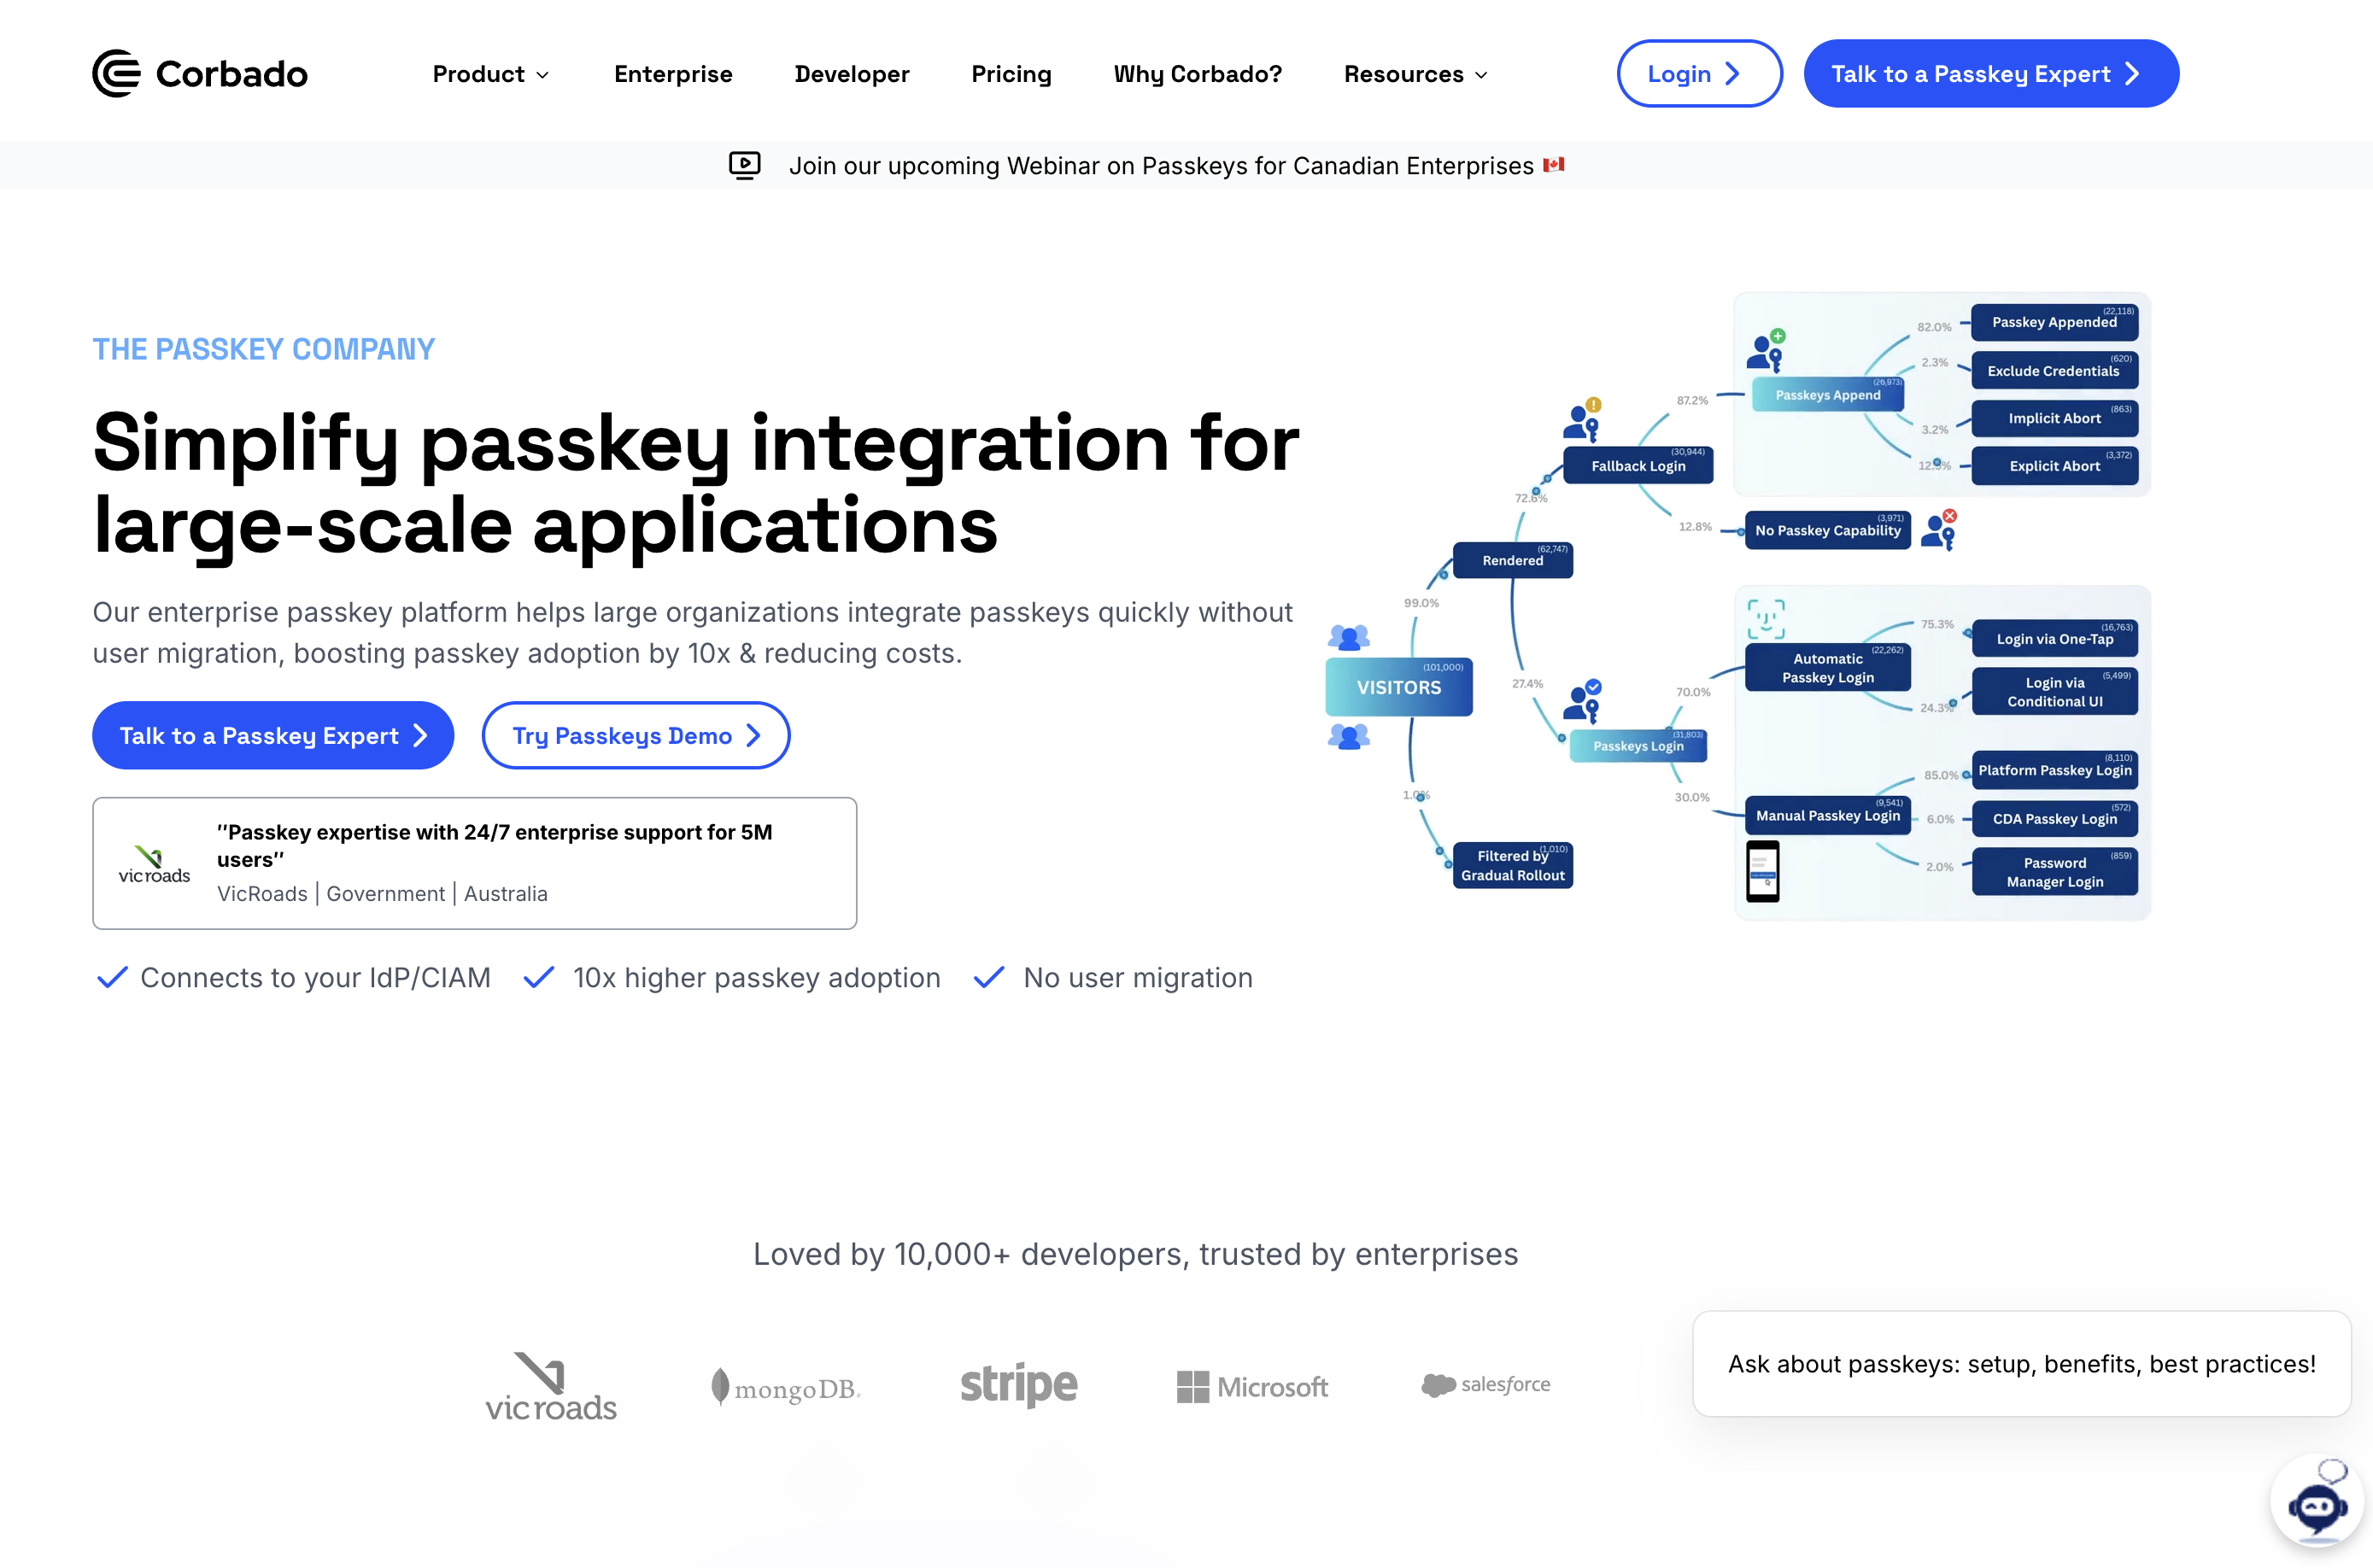 Corbado
Product
Enterprise
Developer
Pricing
Why Corbado?
Resources
Login
Talk to a Passkey Expert
Join our upcoming Webinar on Passkeys for Canadian Enterprises 🇨🇦
THE PASSKEY COMPANY
Simplify passkey integration for
large-scale applications
Our enterprise passkey platform helps large organizations integrate passkeys quickly without
user migration, boosting passkey adoption by 10x & reducing costs.
Talk to a Passkey Expert
Try Passkeys Demo
vicroads
"Passkey expertise with 24/7 enterprise support for 5M
users"
VicRoads | Government | Australia
Connects to your IdP/CIAM
10x higher passkey adoption
No user migration
(101,000)
VISITORS
99.0%
1.0%
(62,747)
Rendered
(1,010)
Filtered by
Gradual Rollout
72.6%
27.4%
(30,944)
Fallback Login
(31,803)
Passkeys Login
87.2%
12.8%
70.0%
30.0%
(26,973)
Passkeys Append
82.0%
2.3%
3.2%
(22,118)
Passkey Appended
(620)
Exclude Credentials
(863)
Implicit Abort
(3,372)
Explicit Abort
(3,971)
No Passkey Capability
(22,262)
Automatic
Passkey Login
75.3%
24.3%
(16,763)
Login via One-Tap
(5,499)
Login via
Conditional UI
(9,541)
Manual Passkey Login
85.0%
6.0%
2.0%
(8,110)
Platform Passkey Login
(572)
CDA Passkey Login
(859)
Password
Manager Login
Loved by 10,000+ developers, trusted by enterprises
vicroads
mongoDB
stripe
Microsoft
salesforce
Ask about passkeys: setup, benefits, best practices!